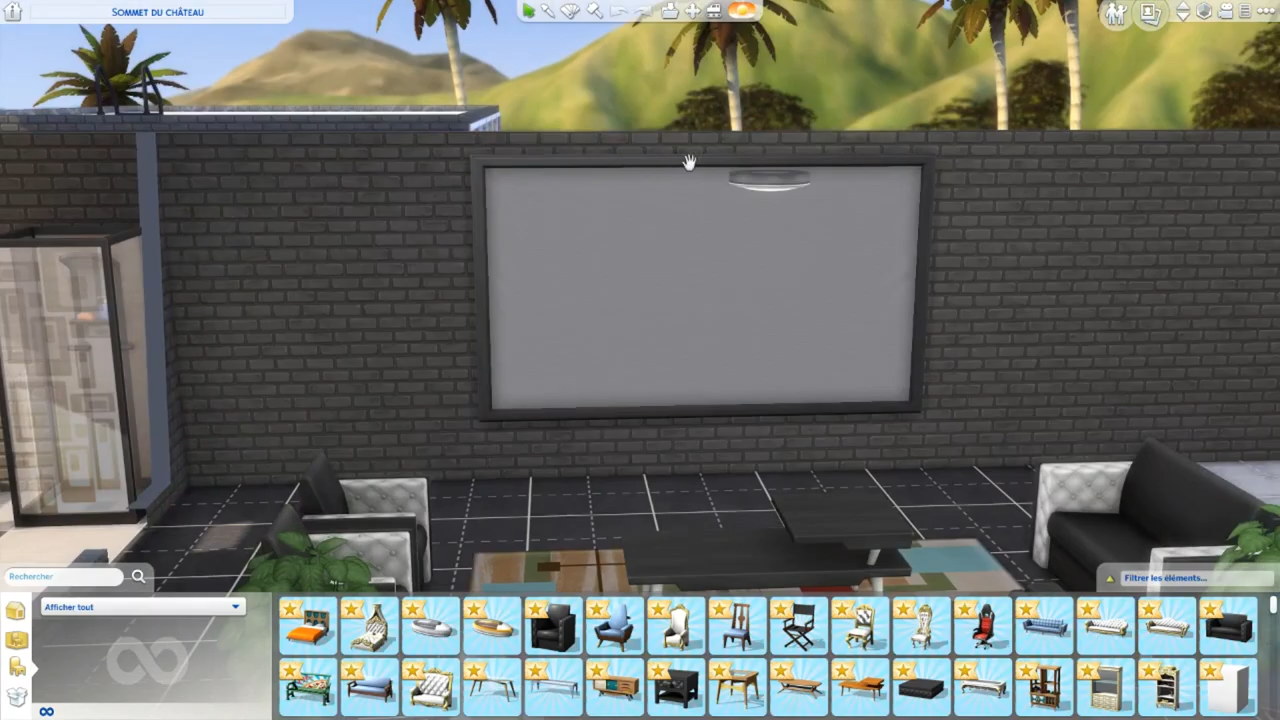 SOMMET DU CHÂTEAU
Rechercher
Filtrer les éléments...
Afficher tout